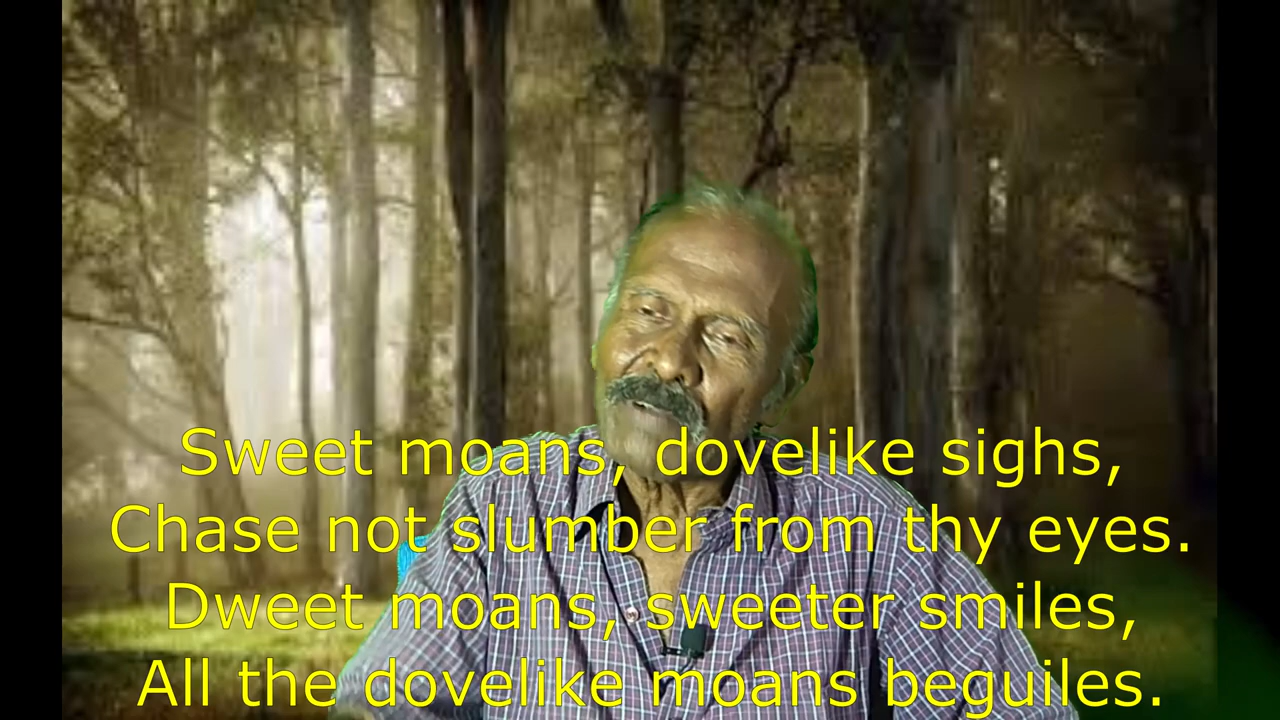 Sweet moans, dovelike sighs,
Chase not slumber from thy eyes.
Dweet moans, sweeter smiles,
All the dovelike moans beguiles.